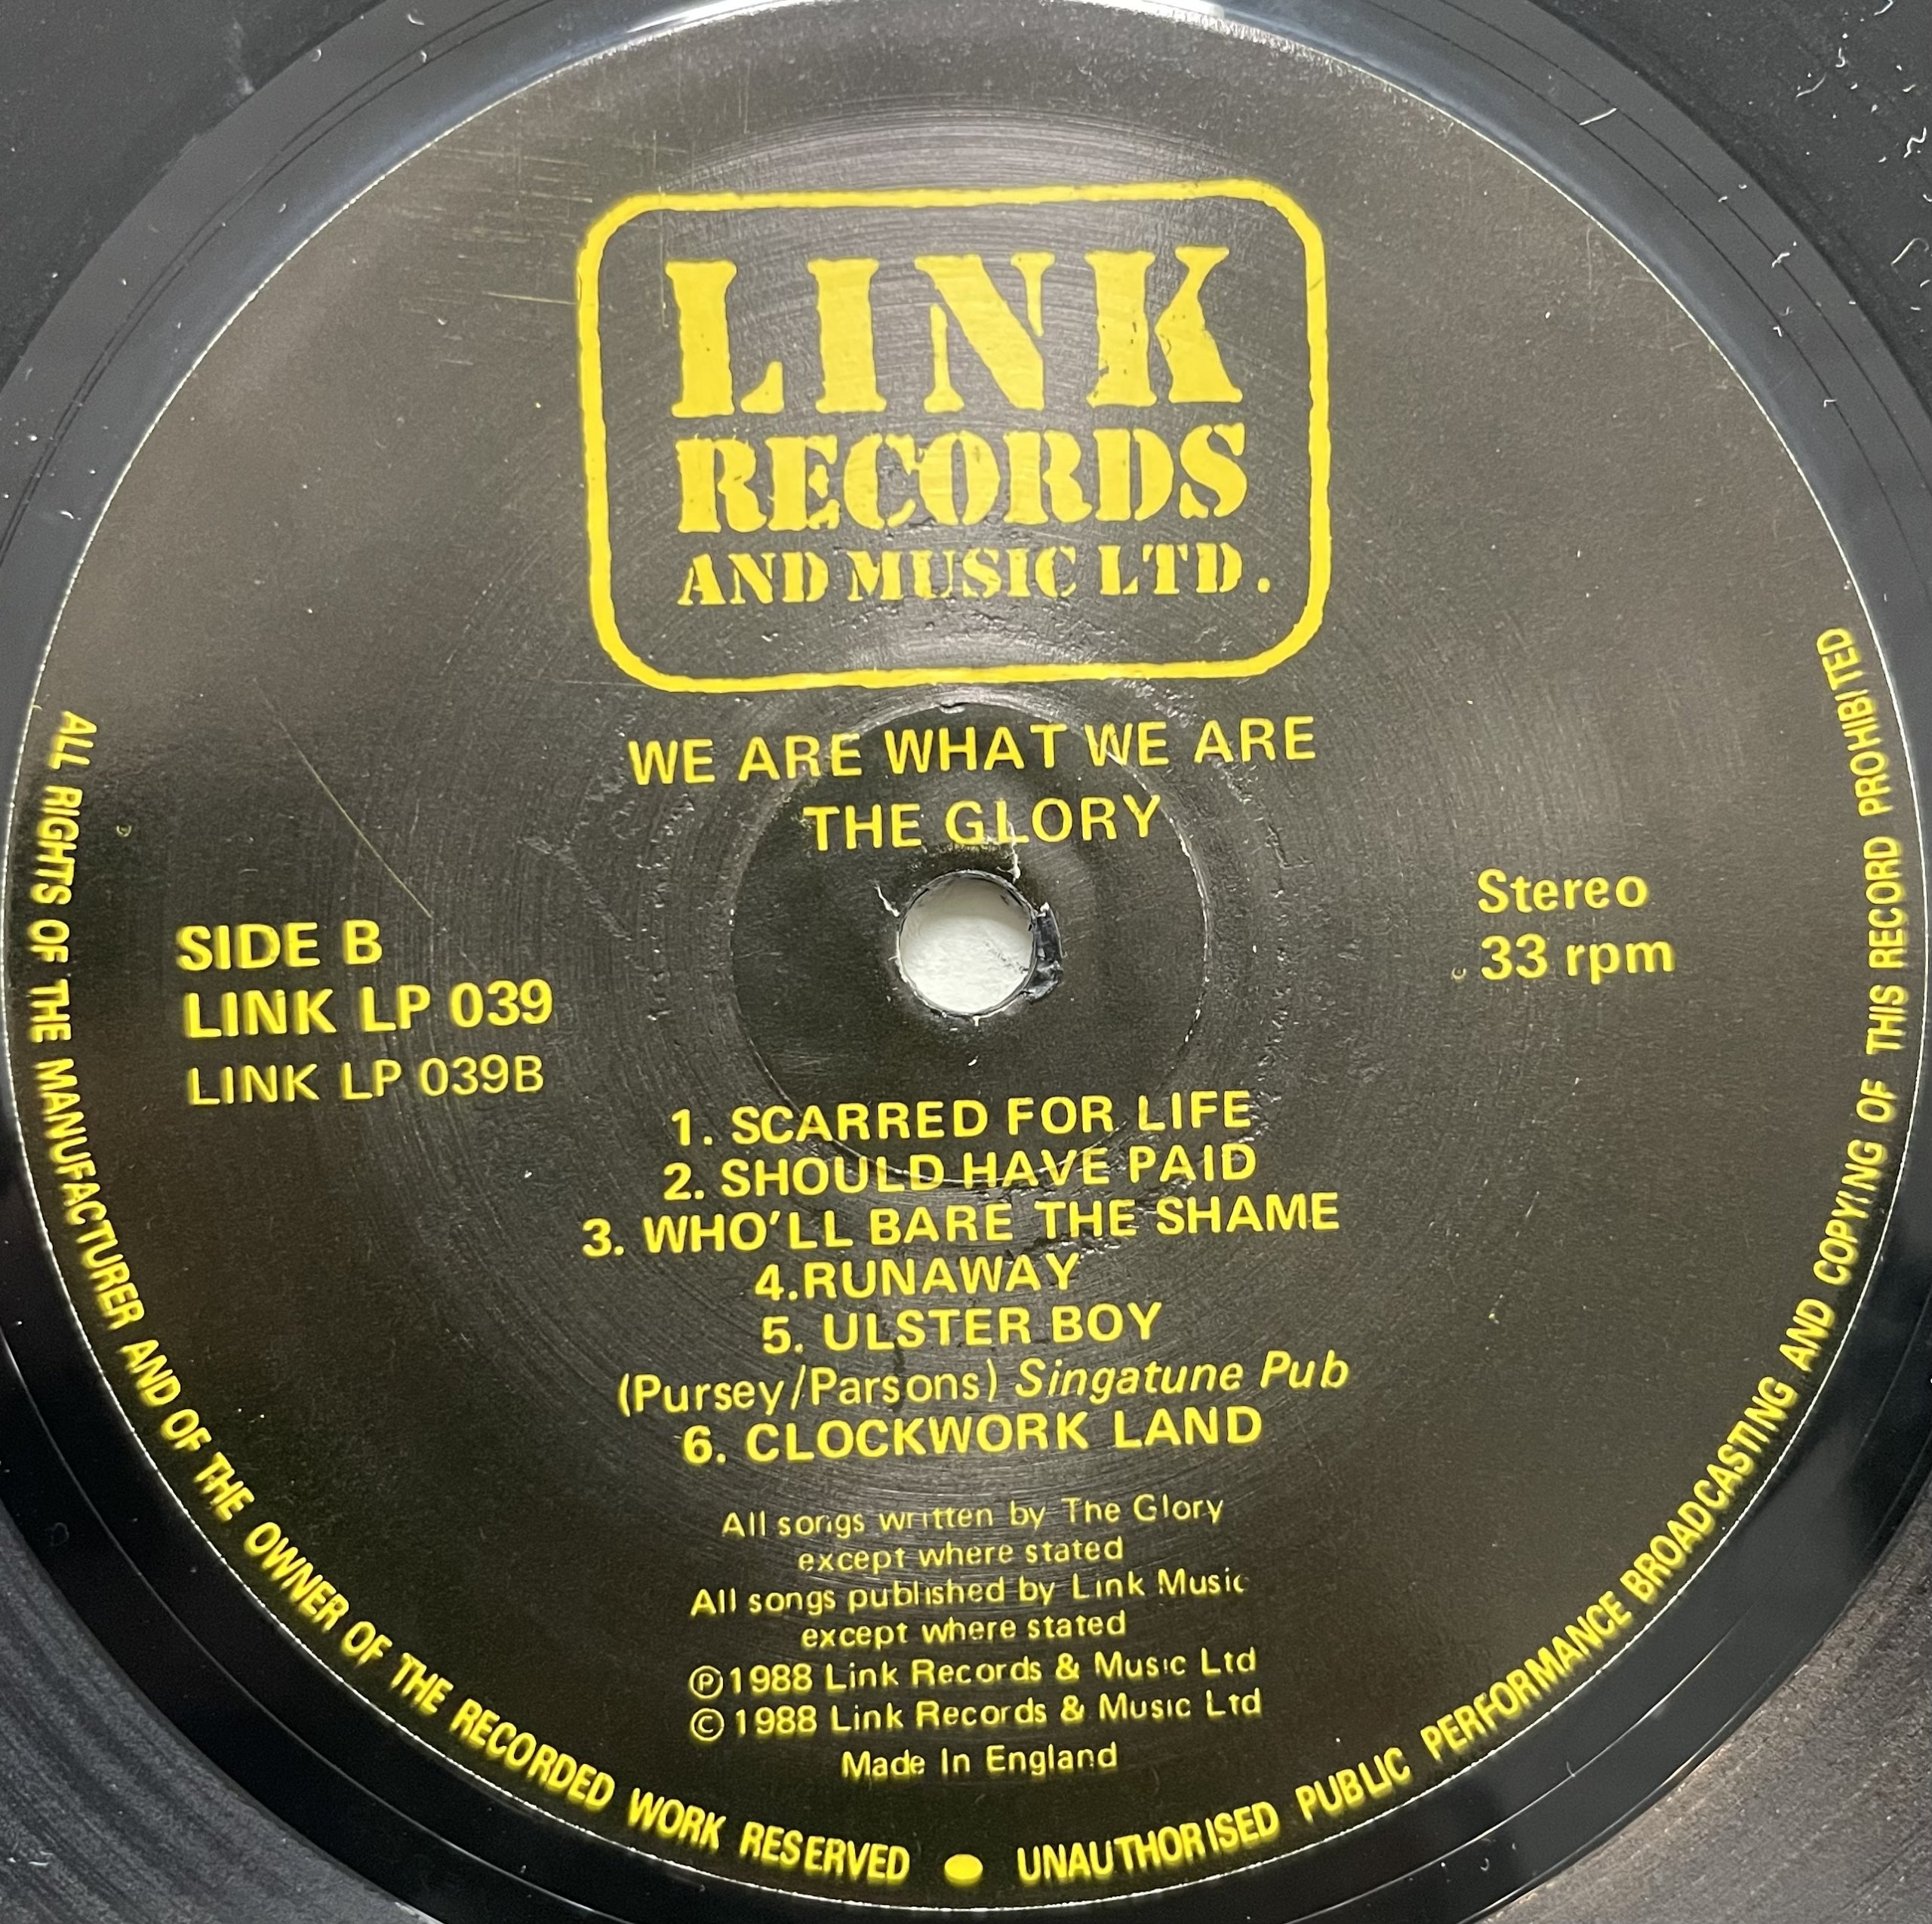 LINK
RECORDS
AND MUSIC LTD.
WE ARE WHAT WE ARE
THE GLORY
SIDE B
LINK LP 039
LINK LP 039B
Stereo
33 rpm
1. SCARRED FOR LIFE
2. SHOULD HAVE PAID
3. WHO'LL BARE THE SHAME
4.RUNAWAY
5. ULSTER BOY
(Pursey/Parsons) Singatune Pub
6. CLOCKWORK LAND
All songs written by The Glory
except where stated
All songs published by Link Music
except where stated
℗1988 Link Records & Music Ltd
©1988 Link Records & Music Ltd
Made In England
ALL RIGHTS OF THE MANUFACTURER AND OF THE OWNER OF THE RECORDED WORK RESERVED ● UNAUTHORISED PUBLIC PERFORMANCE BROADCASTING AND COPYING OF THIS RECORD PROHIBITED